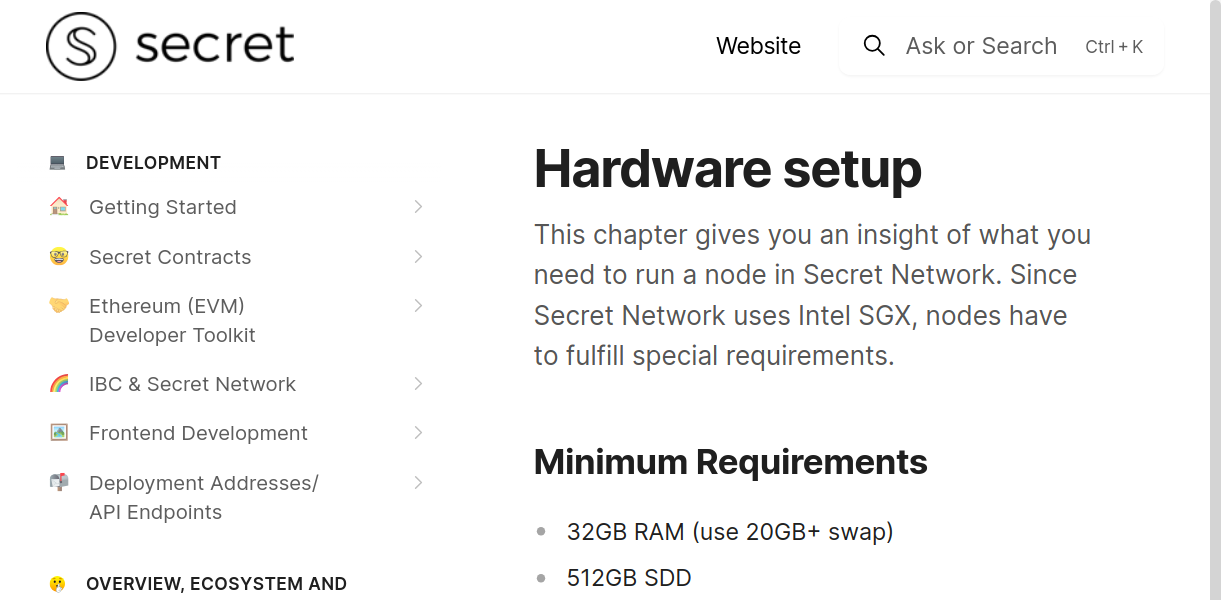 secret
Website
Ask or Search
Ctrl + K
DEVELOPMENT
Getting Started
Secret Contracts
Ethereum (EVM)
Developer Toolkit
IBC & Secret Network
Frontend Development
Deployment Addresses/
API Endpoints
OVERVIEW, ECOSYSTEM AND
Hardware setup
This chapter gives you an insight of what you
need to run a node in Secret Network. Since
Secret Network uses Intel SGX, nodes have
to fulfill special requirements.
Minimum Requirements
32GB RAM (use 20GB+ swap)
512GB SDD